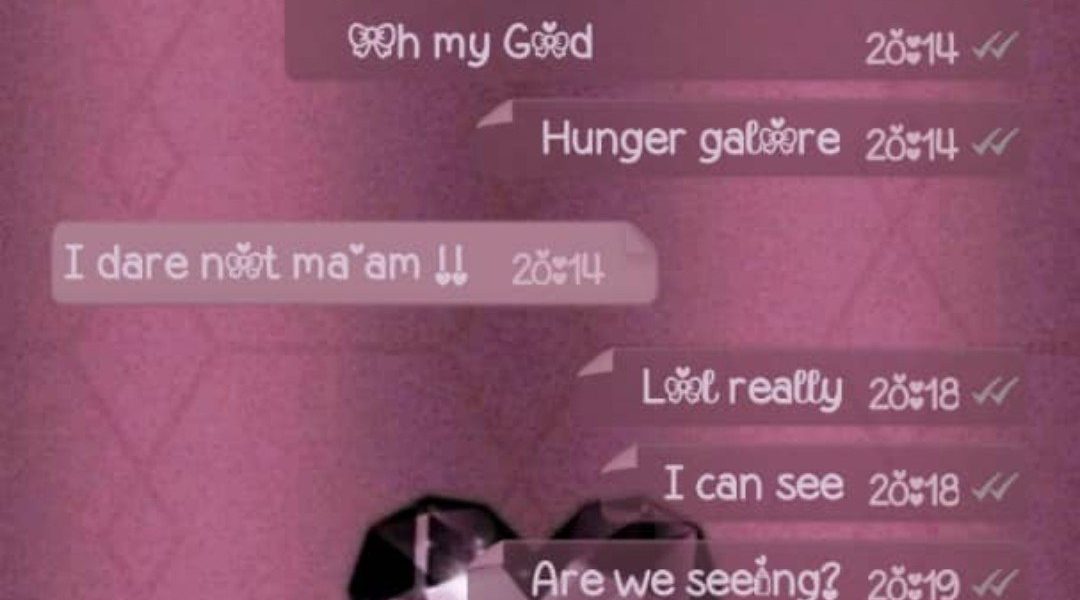 Oh my God 20:14
Hunger galore 20:14
I dare not ma'am !! 20:14
Lol really 20:18
I can see 20:18
Are we seeing? 20:19